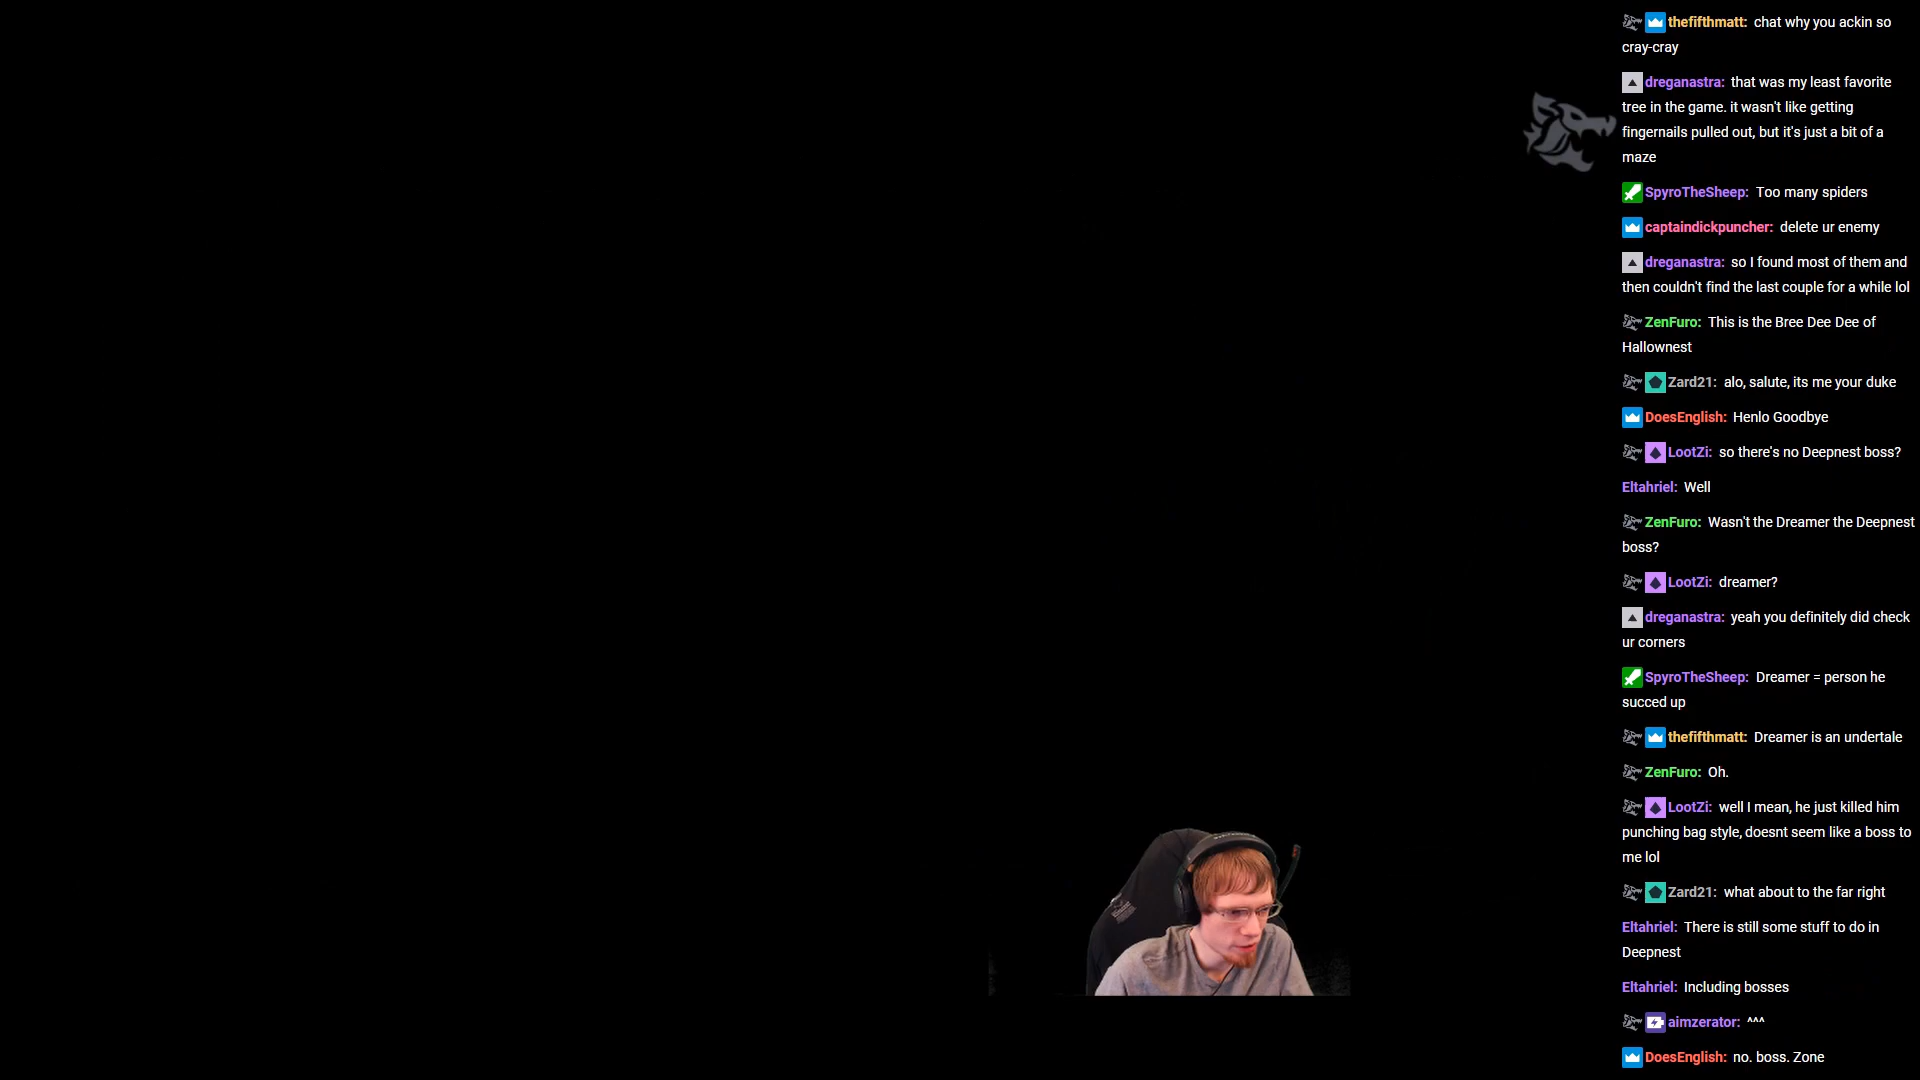 thefifthmatt: chat why you ackin so
cray-cray
dreganastra: that was my least favorite
tree in the game. it wasn't like getting
fingernails pulled out, but it's just a bit of a
maze
SpyroTheSheep: Too many spiders
captaindickpuncher: delete ur enemy
dreganastra: so I found most of them and
then couldn't find the last couple for a while lol
ZenFuro: This is the Bree Dee Dee of
Hallownest
Zard21: alo, salute, its me your duke
DoesEnglish: Henlo Goodbye
LootZi: so there's no Deepnest boss?
Eltahriel: Well
ZenFuro: Wasn't the Dreamer the Deepnest
boss?
LootZi: dreamer?
dreganastra: yeah you definitely did check
ur corners
SpyroTheSheep: Dreamer = person he
succed up
thefifthmatt: Dreamer is an undertale
ZenFuro: Oh.
LootZi: well I mean, he just killed him
punching bag style, doesnt seem like a boss to
me lol
Zard21: what about to the far right
Eltahriel: There is still some stuff to do in
Deepnest
Eltahriel: Including bosses
aimzerator: ^^^
DoesEnglish: no. boss. Zone